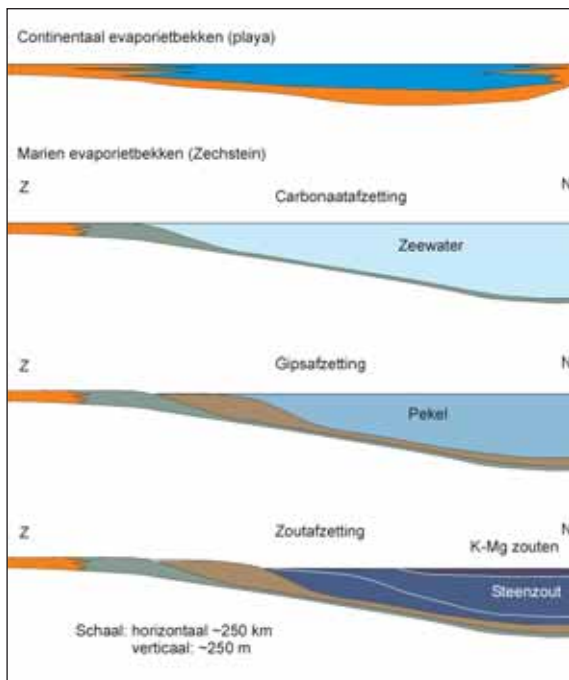 Continentaal evaporietbekken (playa)
Marien evaporietbekken (Zechstein)
Z N
Carbonaatafzetting
Zeewater
Z Gipsafzetting N
Pekel
Z Zoutafzetting N
K-Mg zouten
Steenzout
Schaal: horizontaal ~250 km
verticaal: ~250 m